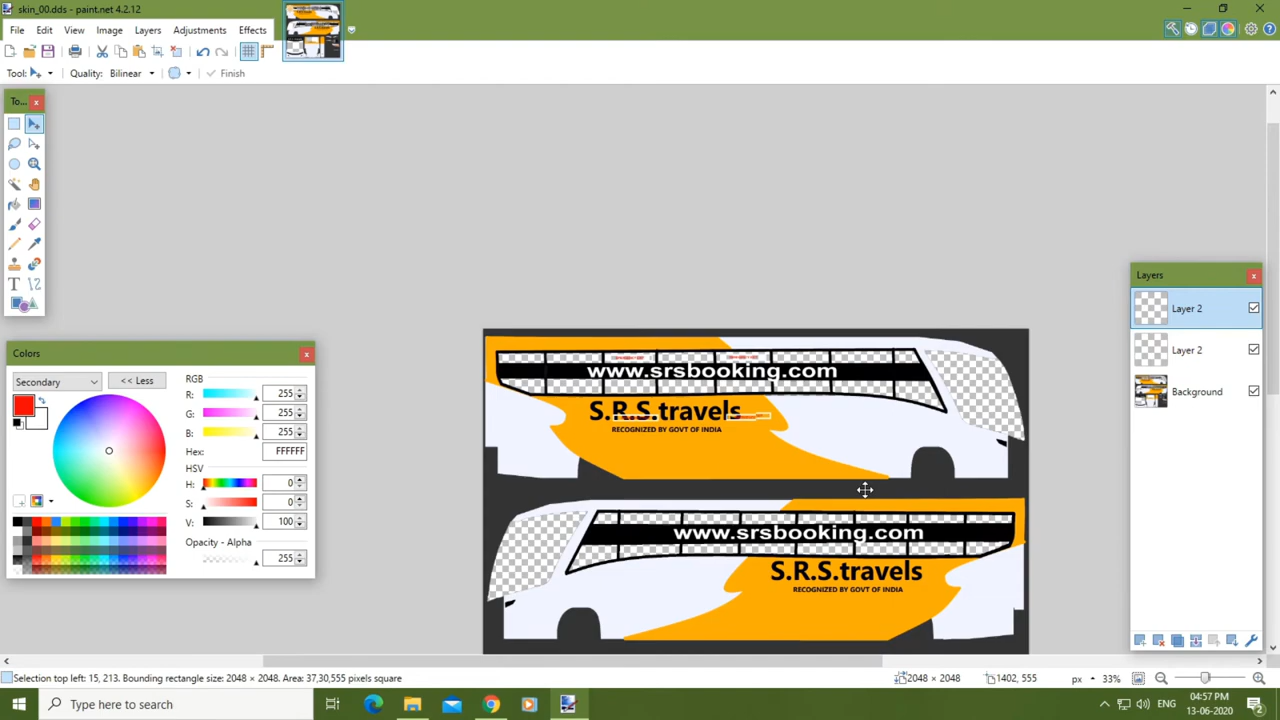 skin_00.dds - paint.net 4.2.12
File Edit View Image Layers Adjustments Effects
Tool: Quality: Bilinear Finish
To...
Colors
Secondary << Less
RGB
R: 255
G: 255
B: 255
Hex: FFFFFF
HSV
H: 0
S: 0
V: 100
Opacity - Alpha
255
www.srsbooking.com
S.R.S.travels
RECOGNIZED BY GOVT OF INDIA
www.srsbooking.com
S.R.S.travels
RECOGNIZED BY GOVT OF INDIA
Layers
Layer 2
Layer 2
Background
Selection top left: 15, 213. Bounding rectangle size: 2048 × 2048. Area: 37,30,555 pixels square
2048 × 2048
1402, 555
px
33%
Type here to search
ENG
04:57 PM
13-06-2020
2